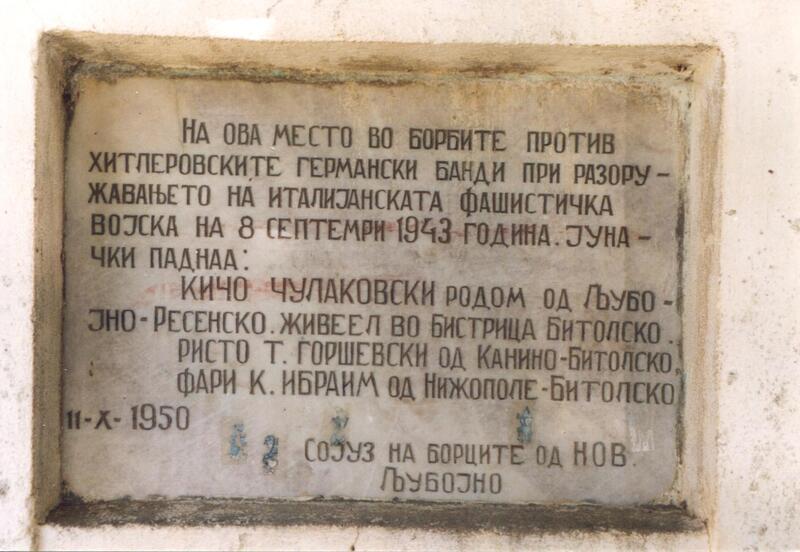 НА ОВА МЕСТО ВО БОРБИТЕ ПРОТИВ
ХИТЛЕРОВСКИТЕ ГЕРМАНСКИ БАНДИ ПРИ РАЗОРУ-
ЖАВАЊЕТО НА ИТАЛИЈАНСКАТА ФАШИСТИЧКА
ВОЈСКА НА 8 СЕПТЕМРИ 1943 ГОДИНА. ЈУНА-
ЧКИ ПАДНАА:
КИЧО ЧУЛАКОВСКИ РОДОМ ОД ЉУБО-
ЈНО-РЕСЕНСКО. ЖИВЕЕЛ ВО БИСТРИЦА БИТОЛСКО.
РИСТО Т. ГОРШЕВСКИ ОД КАНИНО-БИТОЛСКО.
ФАРИ К. ИБРАИМ ОД НИЖОПОЛЕ-БИТОЛСКО
11-X-1950
СОЈУЗ НА БОРЦИТЕ ОД НОВ.
ЉУБОЈНО